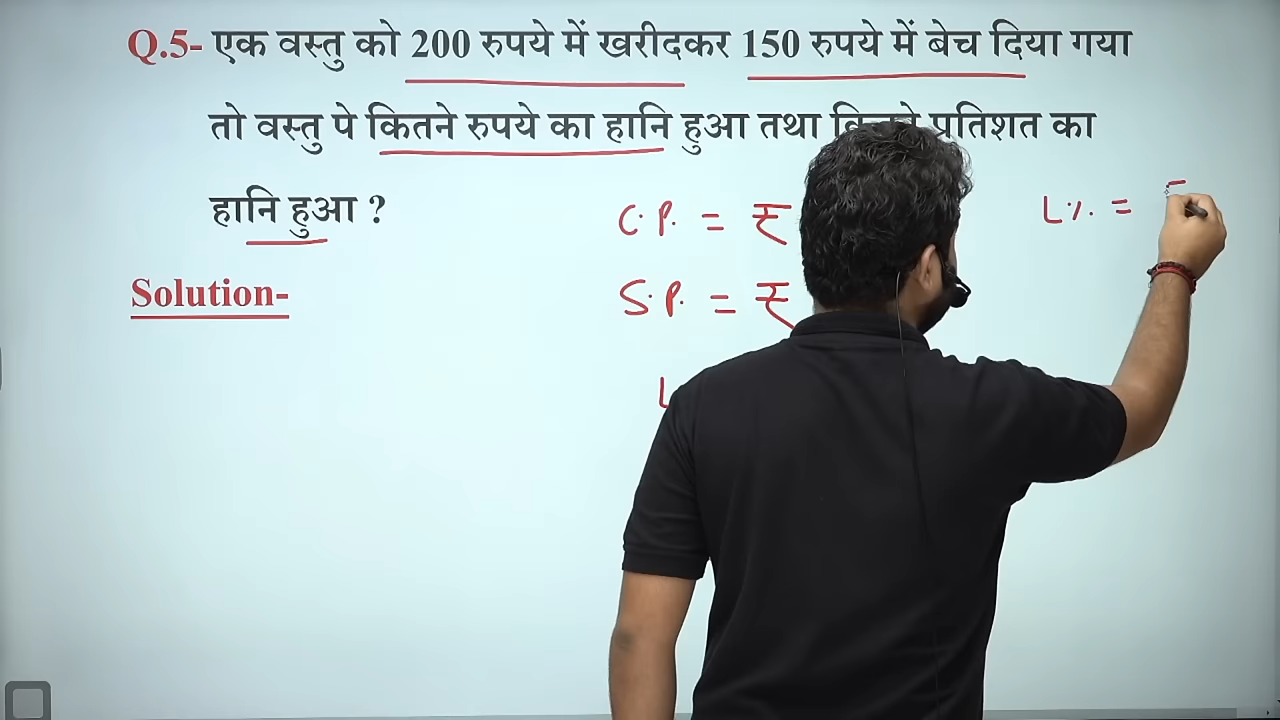 Q.5- एक वस्तु को 200 रुपये में खरीदकर 150 रुपये में बेच दिया गया
तो वस्तु पे कितने रुपये का हानि हुआ तथा प्रतिशत का
हानि हुआ ?
C.P. = ₹
L%. =
Solution-
S.P. = ₹
L